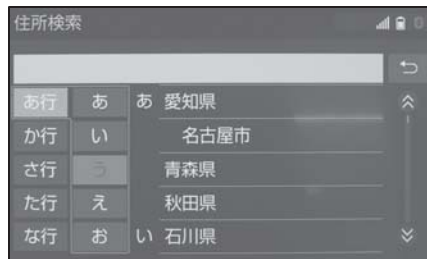 住所検索
あ行 あ あ 愛知県
か行 い 名古屋市
さ行 う 青森県
た行 え 秋田県
な行 お い 石川県